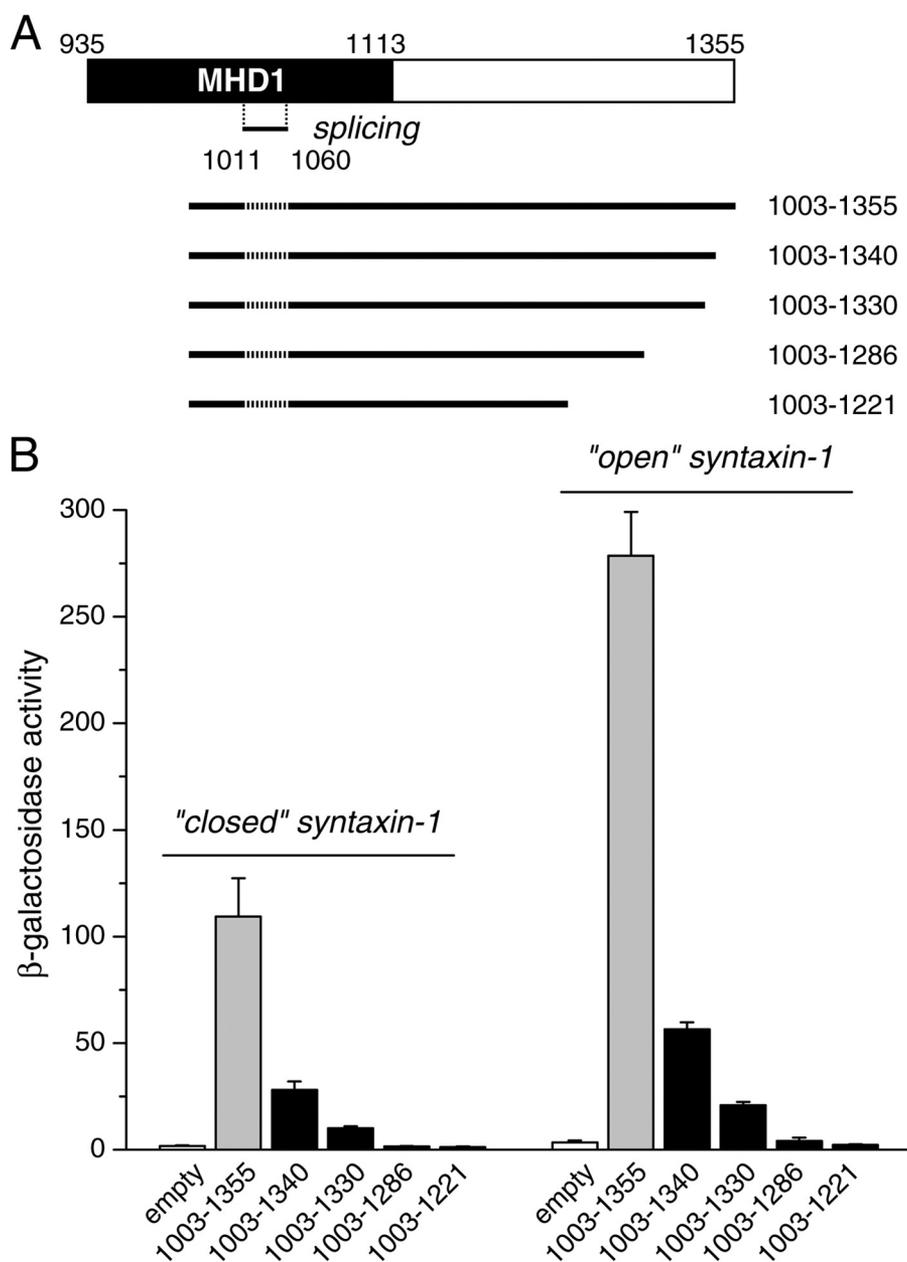 A
935 1113 1355
MHD1
splicing
1011 1060
1003-1355
1003-1340
1003-1330
1003-1286
1003-1221
B
"open" syntaxin-1
"closed" syntaxin-1
β-galactosidase activity
300
250
200
150
100
50
0
empty
1003-1355
1003-1340
1003-1330
1003-1286
1003-1221
empty
1003-1355
1003-1340
1003-1330
1003-1286
1003-1221